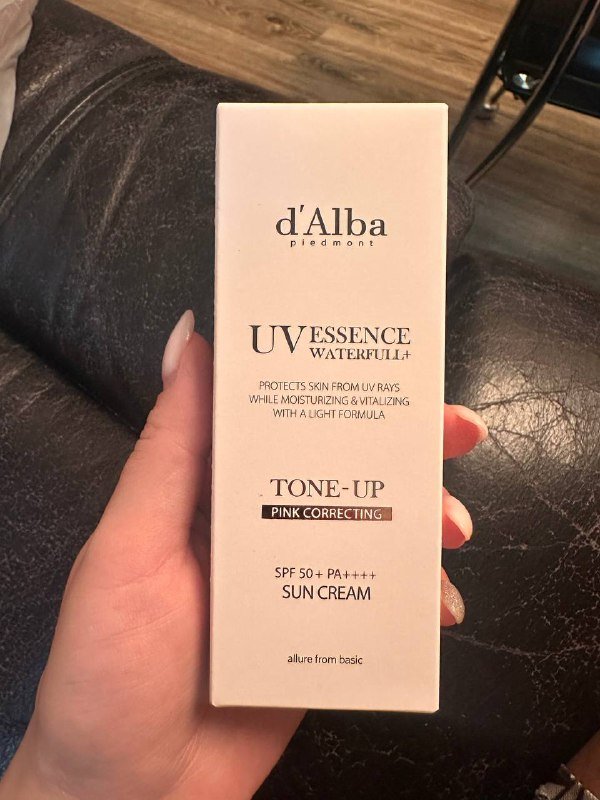 d'Alba
piedmont
UV ESSENCE
WATERFULL+
PROTECTS SKIN FROM UV RAYS
WHILE MOISTURIZING & VITALIZING
WITH A LIGHT FORMULA
TONE-UP
PINK CORRECTING
SPF 50+ PA++++
SUN CREAM
allure from basic